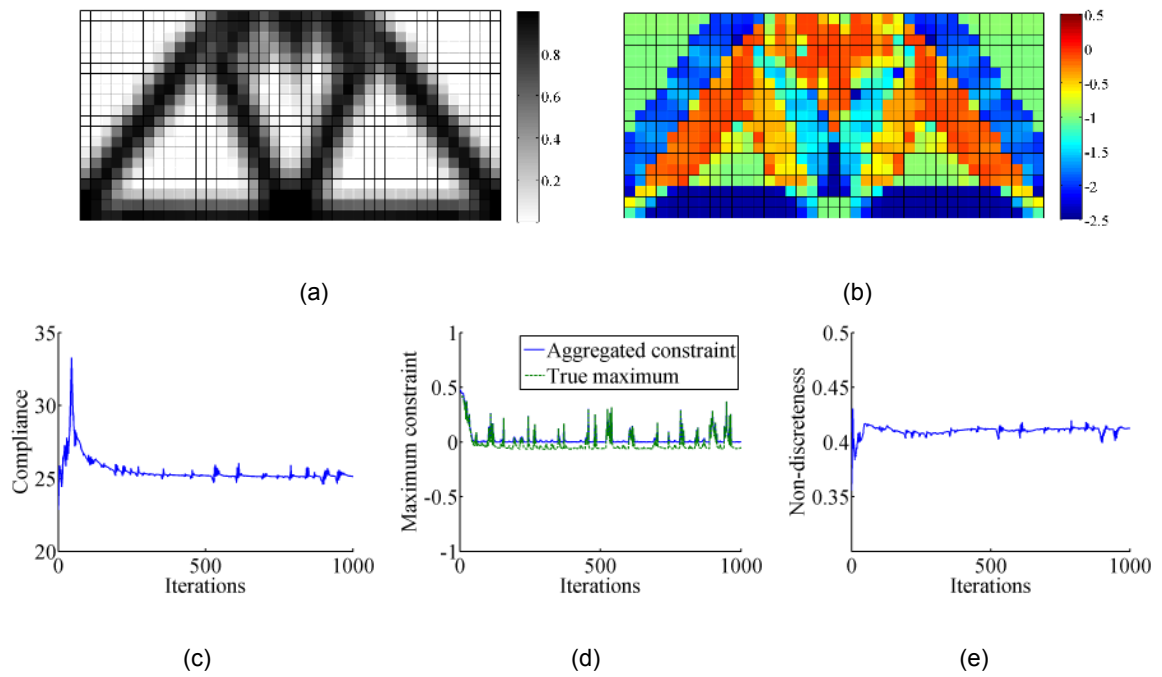 0.8
0.6
0.4
0.2
0.5
0
-0.5
-1
-1.5
-2
-2.5
(a)
(b)
35
30
25
20
Compliance
0
500
1000
Iterations
1
0.5
0
-0.5
-1
Maximum constraint
Aggregated constraint
True maximum
0
500
1000
Iterations
0.5
0.45
0.4
0.35
Non-discreteness
0
500
1000
Iterations
(c)
(d)
(e)